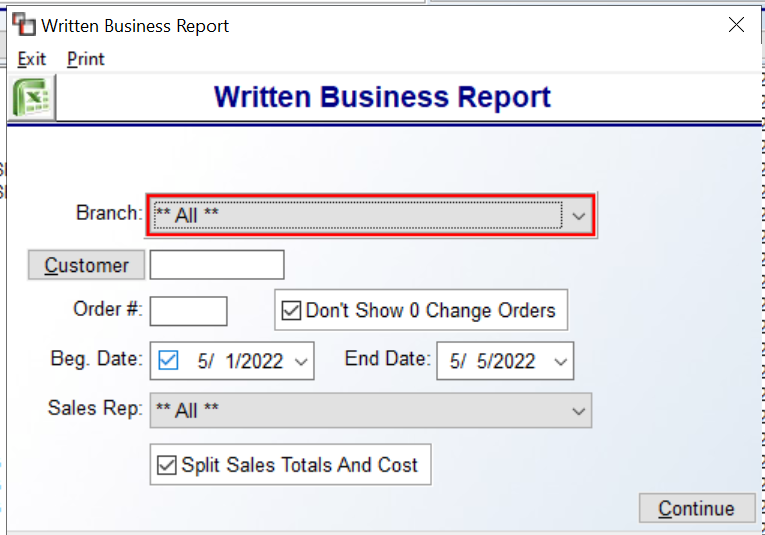 Written Business Report
Exit Print
Written Business Report
Branch: ** All **
Customer
Order #: Don't Show 0 Change Orders
Beg. Date: 5/ 1/2022 End Date: 5/ 5/2022
Sales Rep: ** All **
Split Sales Totals And Cost
Continue